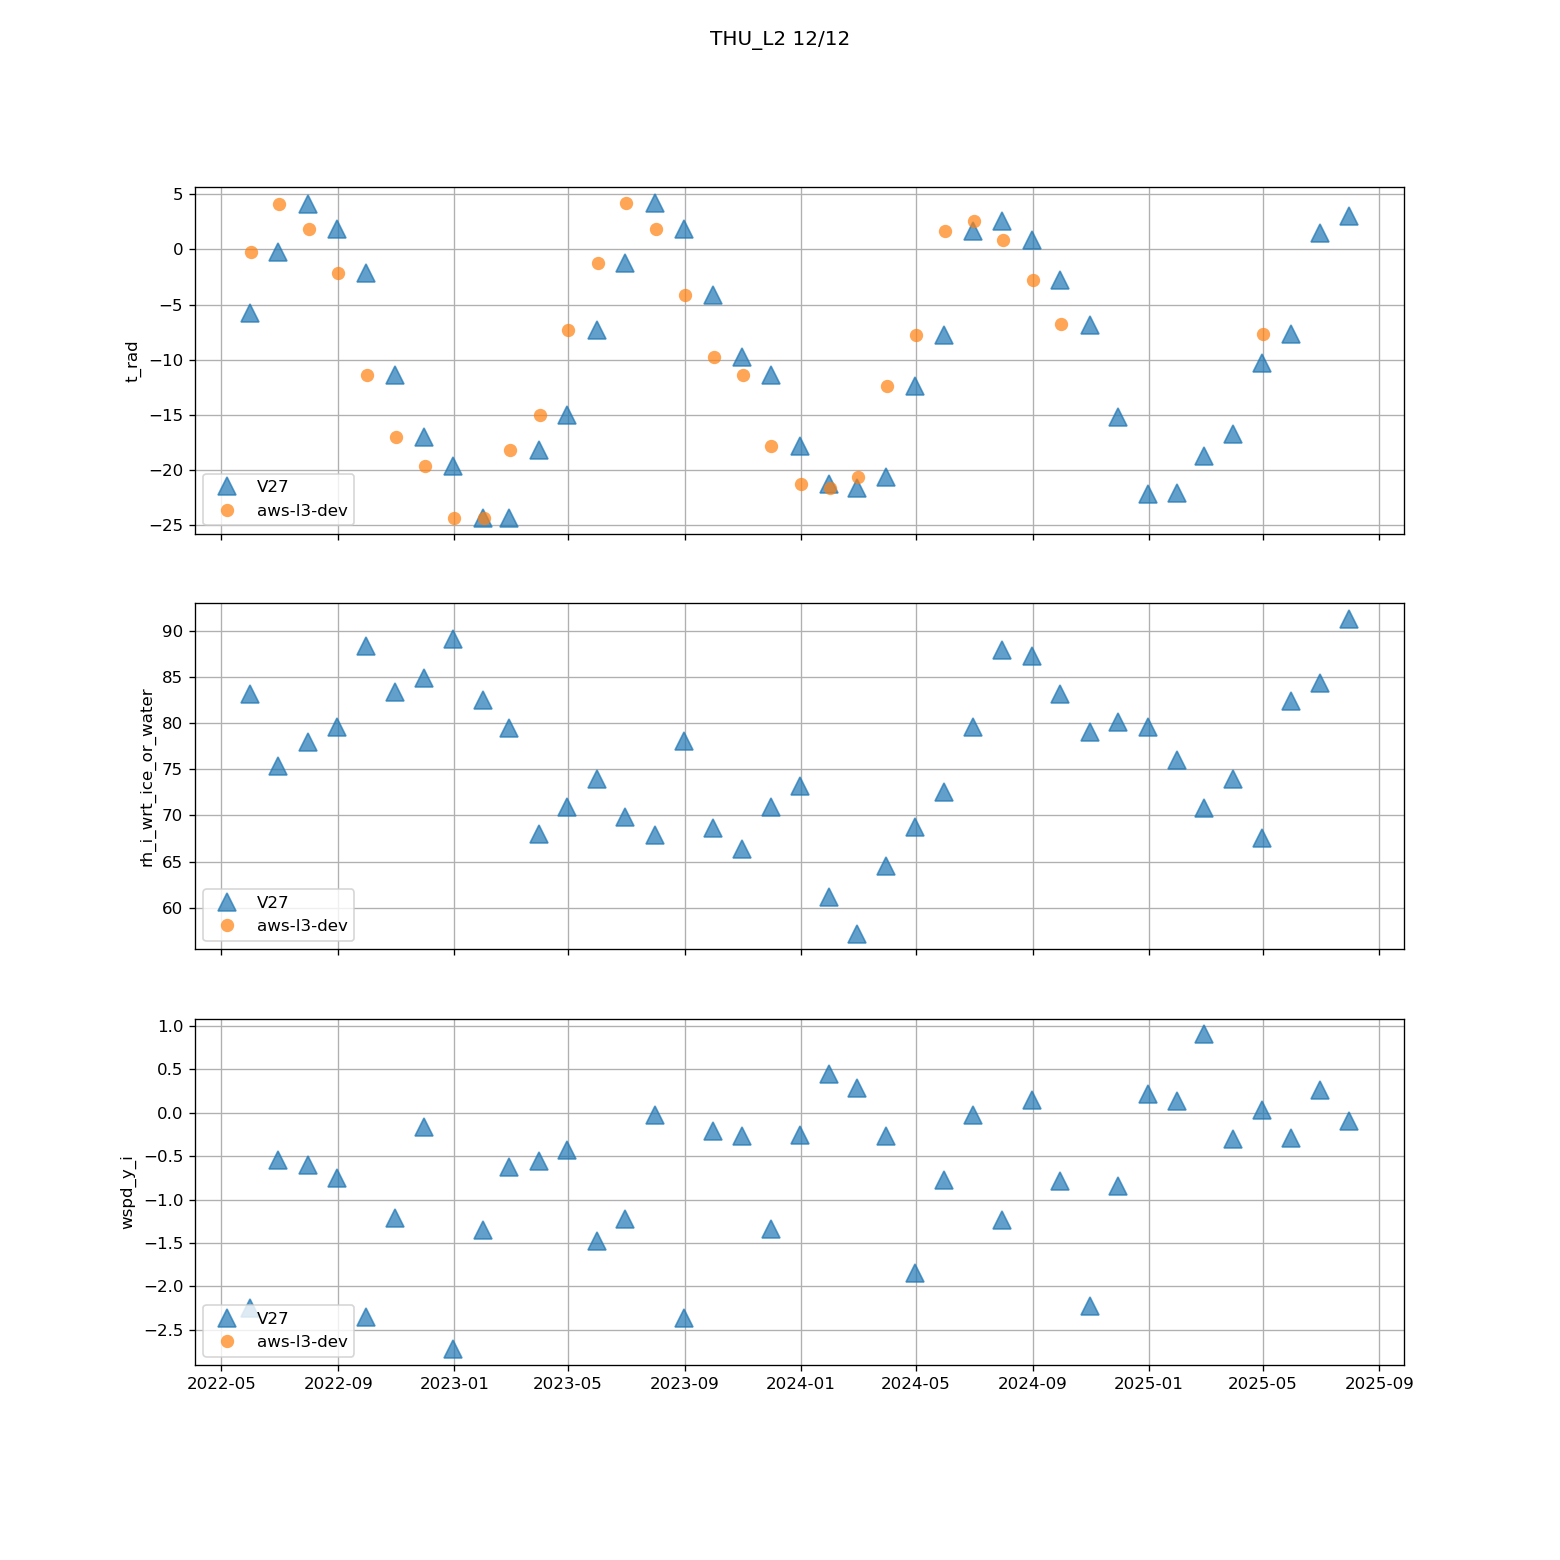 THU_L2 12/12
5
0
−5
−10
−15
−20
−25
t_rad
V27
aws-l3-dev
90
85
80
75
70
65
60
rh_i_wrt_ice_or_water
V27
aws-l3-dev
1.0
0.5
0.0
−0.5
−1.0
−1.5
−2.0
−2.5
wspd_y_i
V27
aws-l3-dev
2022-05 2022-09 2023-01 2023-05 2023-09 2024-01 2024-05 2024-09 2025-01 2025-05 2025-09